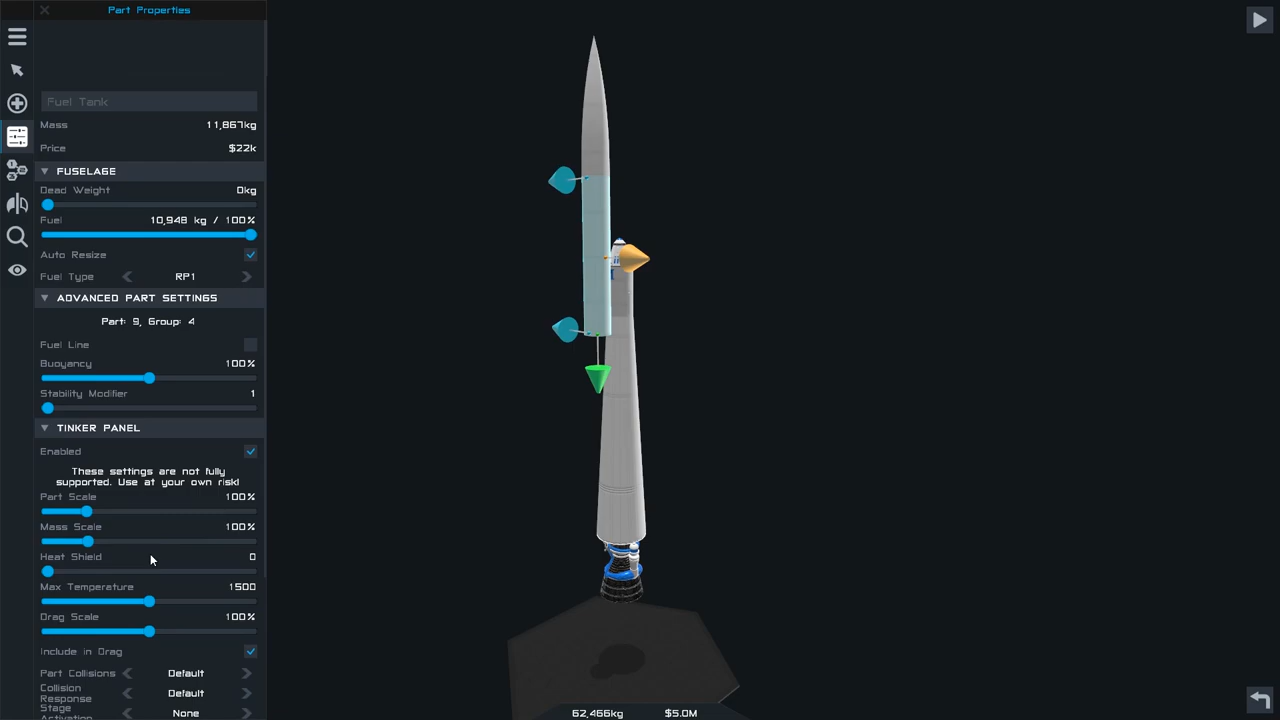 Part Properties
Fuel Tank
Mass 11,867kg
Price $22k
FUSELAGE
Dead Weight 0kg
Fuel 10,948 kg / 100%
Auto Resize
Fuel Type RP1
ADVANCED PART SETTINGS
Part: 9, Group: 4
Fuel Line
Buoyancy 100%
Stability Modifier 1
TINKER PANEL
Enabled
These settings are not fully
supported. Use at your own risk!
Part Scale 100%
Mass Scale 100%
Heat Shield 0
Max Temperature 1500
Drag Scale 100%
Include in Drag
Part Collisions Default
Collision
Response Default
Stage
Activation None
62,466kg $5.0M